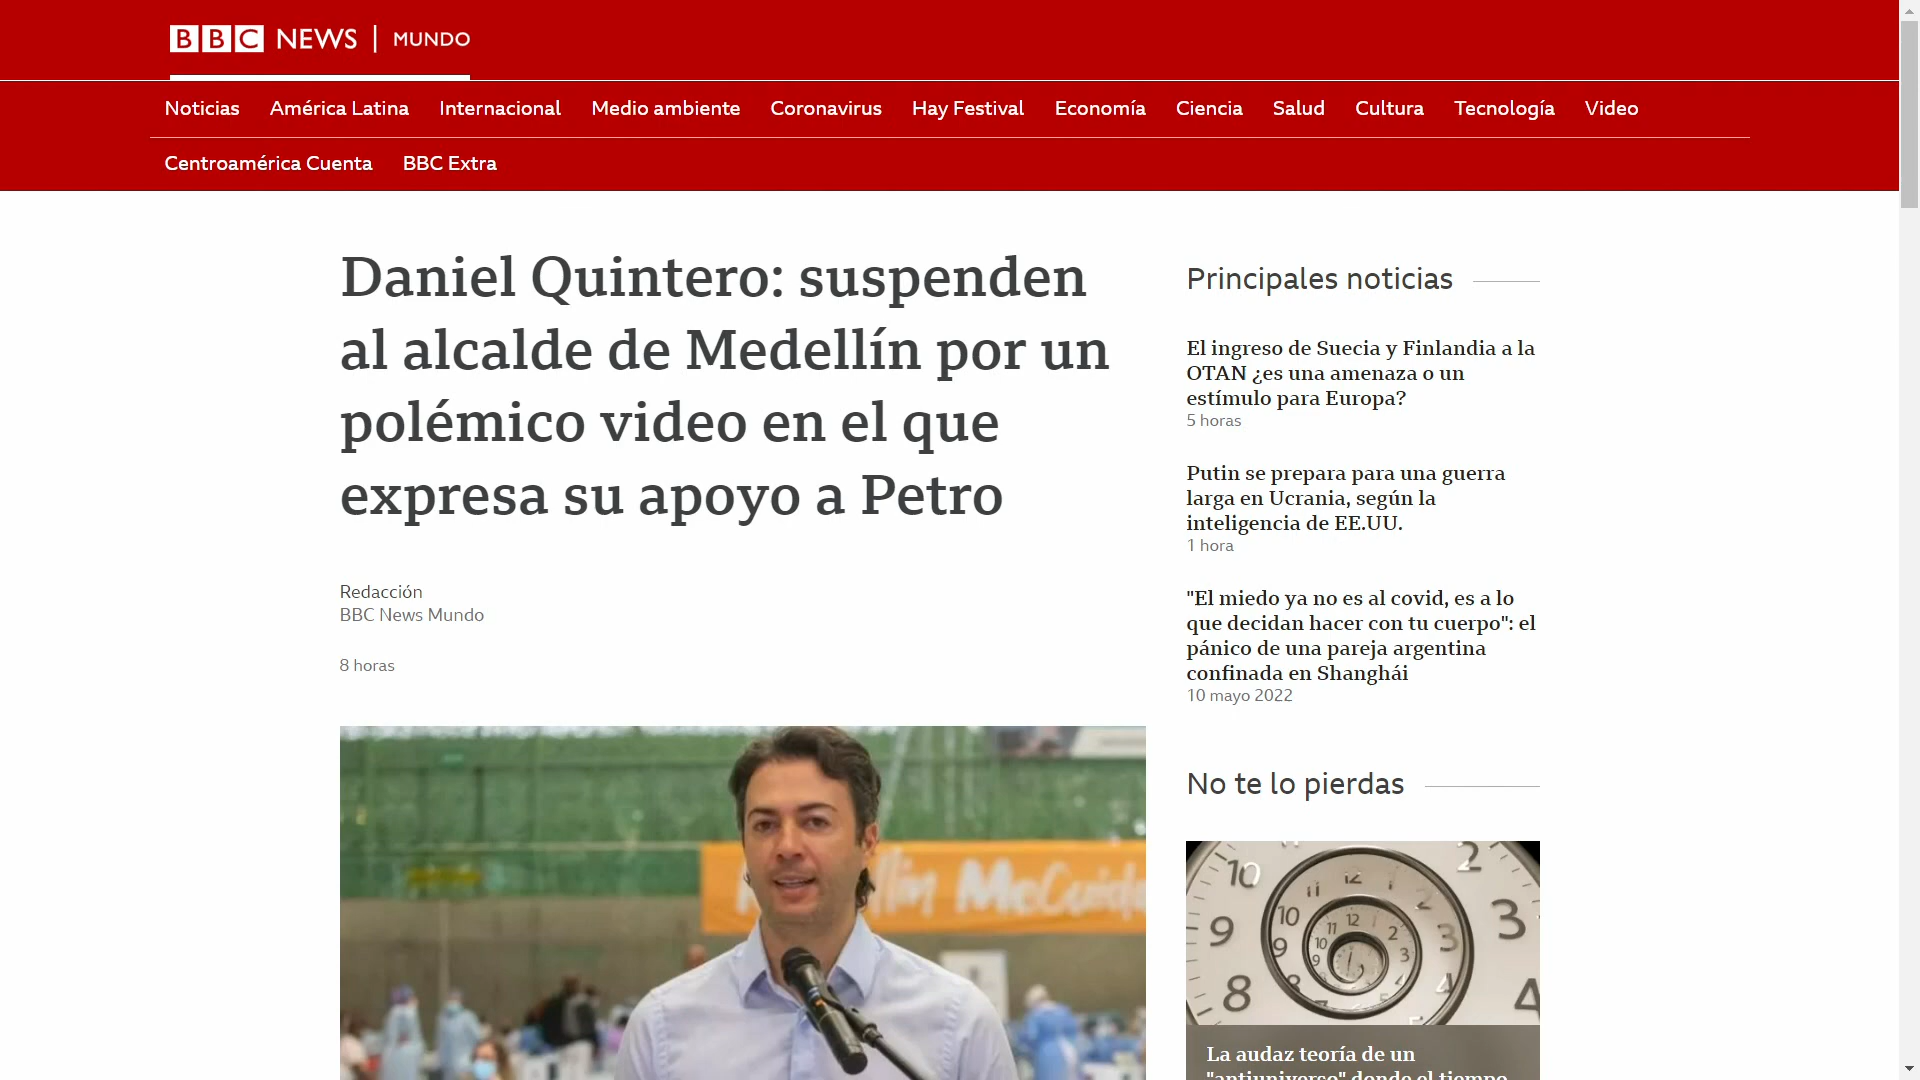 BBC NEWS | MUNDO
Noticias América Latina Internacional Medio ambiente Coronavirus Hay Festival Economía Ciencia Salud Cultura Tecnología Video
Centroamérica Cuenta BBC Extra
Daniel Quintero: suspenden
al alcalde de Medellín por un
polémico video en el que
expresa su apoyo a Petro
Redacción
BBC News Mundo
8 horas
Principales noticias
El ingreso de Suecia y Finlandia a la
OTAN ¿es una amenaza o un
estímulo para Europa?
5 horas
Putin se prepara para una guerra
larga en Ucrania, según la
inteligencia de EE.UU.
1 hora
"El miedo ya no es al covid, es a lo
que decidan hacer con tu cuerpo": el
pánico de una pareja argentina
confinada en Shanghái
10 mayo 2022
No te lo pierdas
La audaz teoría de un
"antiuniverso" donde el tiempo